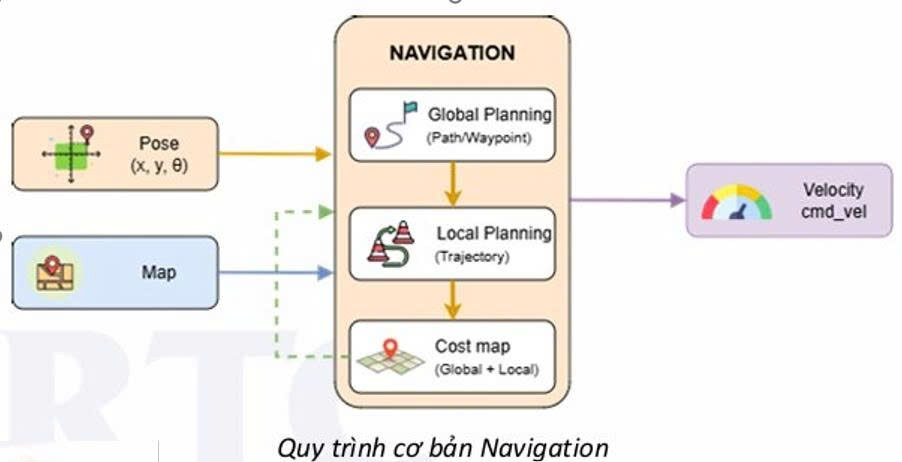 NAVIGATION
Global Planning
(Path/Waypoint)
Pose
(x, y, θ)
Velocity
cmd_vel
Local Planning
(Trajectory)
Map
Cost map
(Global + Local)
RTC
Quy trình cơ bản Navigation